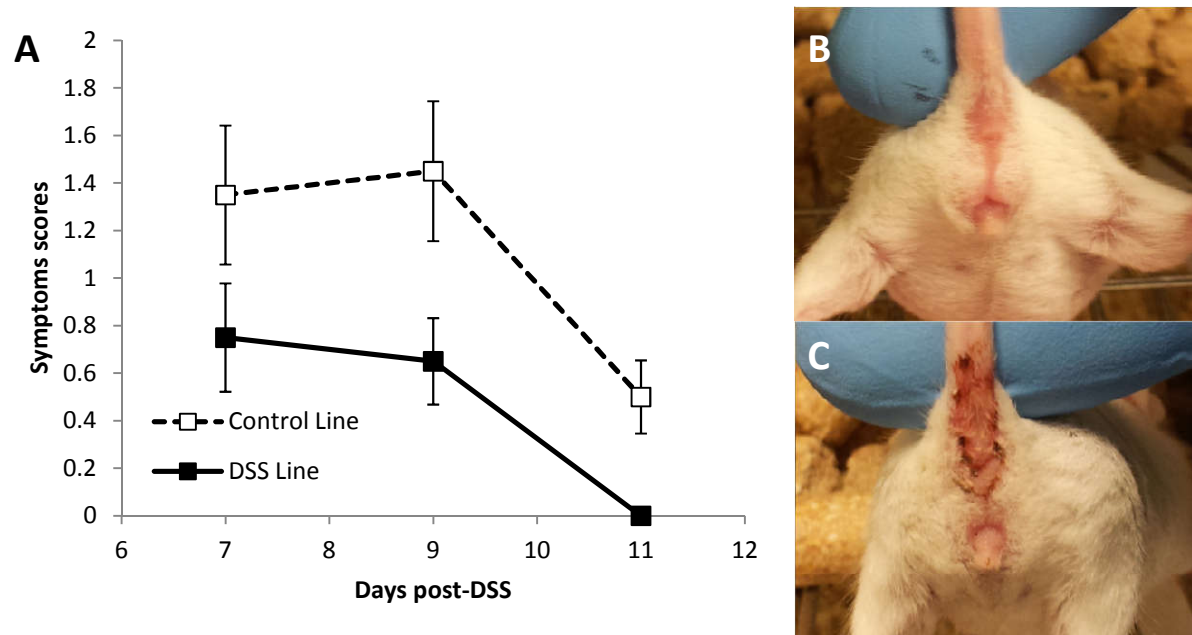 A
2
1.8
1.6
1.4
1.2
1
0.8
0.6
0.4
0.2
0
Symptoms scores
Control Line
DSS Line
6 7 8 9 10 11 12
Days post-DSS
B
C